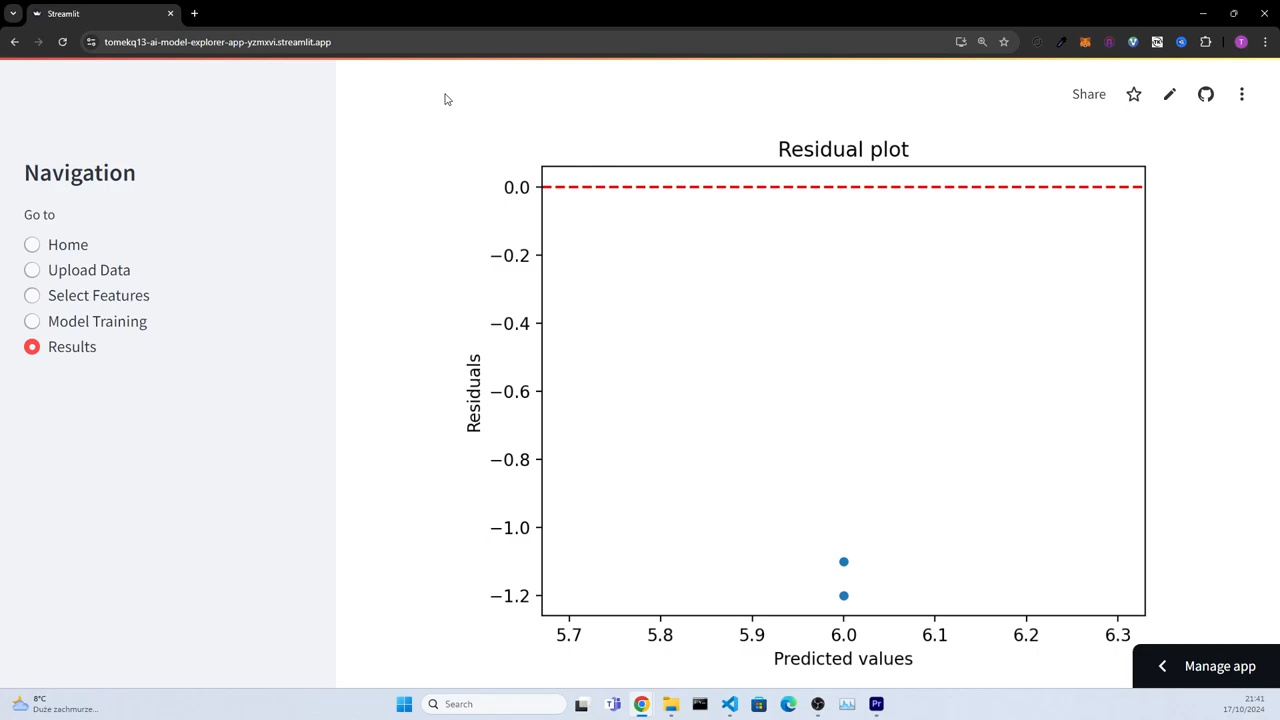 Streamlit
tomekq13-ai-model-explorer-app-yzmxvi.streamlit.app
T
Share
Navigation
Go to
Home
Upload Data
Select Features
Model Training
Results
Residual plot
0.0
−0.2
−0.4
−0.6
−0.8
−1.0
−1.2
Residuals
5.7 5.8 5.9 6.0 6.1 6.2 6.3
Predicted values
Manage app
8°C
Duże zachmurze...
Search
Pr
21:41
17/10/2024